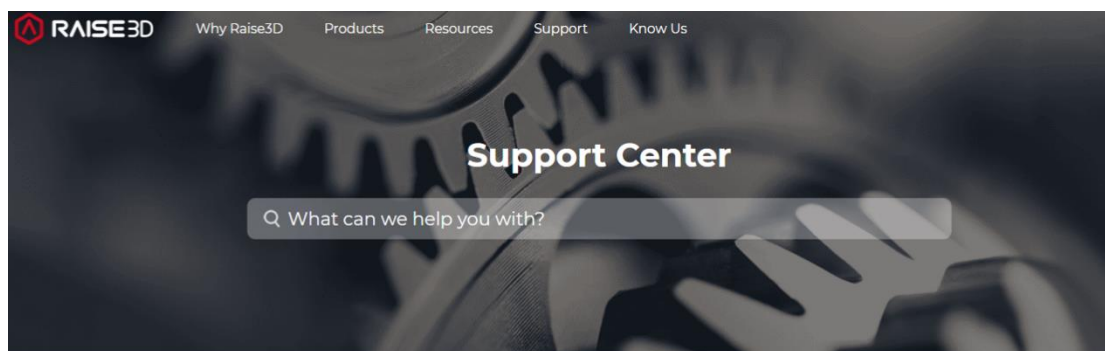 RAISE3D Why Raise3D Products Resources Support Know Us
Support Center
What can we help you with?